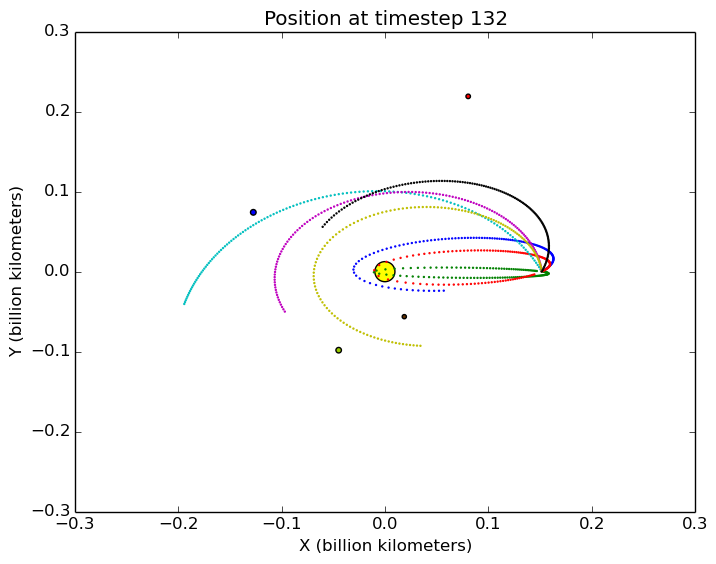 Position at timestep 132
0.3
0.2
0.1
0.0
−0.1
−0.2
−0.3
Y (billion kilometers)
−0.3 −0.2 −0.1 0.0 0.1 0.2 0.3
X (billion kilometers)